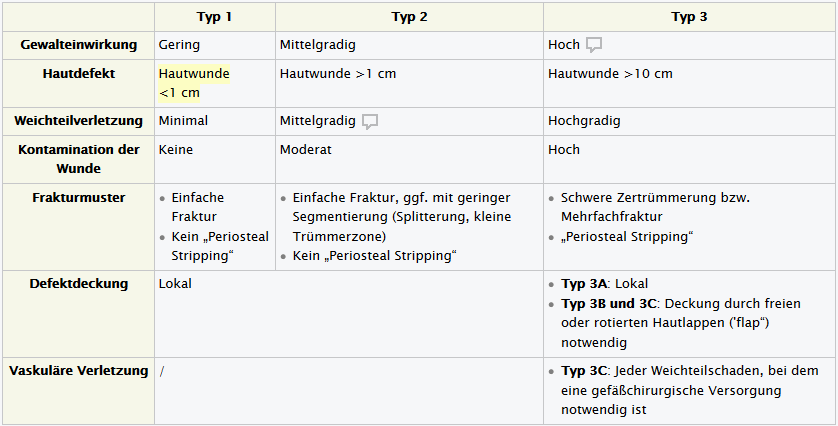 Typ 1 Typ 2 Typ 3
Gewalteinwirkung Gering Mittelgradig Hoch
Hautdefekt Hautwunde Hautwunde >1 cm Hautwunde >10 cm
<1 cm
Weichteilverletzung Minimal Mittelgradig Hochgradig
Kontamination der Keine Moderat Hoch
Wunde
Frakturmuster
• Einfache
Fraktur
• Kein „Periosteal
Stripping“
• Einfache Fraktur, ggf. mit geringer
Segmentierung (Splitterung, kleine
Trümmerzone)
• Kein „Periosteal Stripping“
• Schwere Zertrümmerung bzw.
Mehrfachfraktur
• „Periosteal Stripping“
Defektdeckung Lokal
• Typ 3A: Lokal
• Typ 3B und 3C: Deckung durch freien
oder rotierten Hautlappen ('flap“)
notwendig
Vaskuläre Verletzung /
• Typ 3C: Jeder Weichteilschaden, bei dem
eine gefäßchirurgische Versorgung
notwendig ist